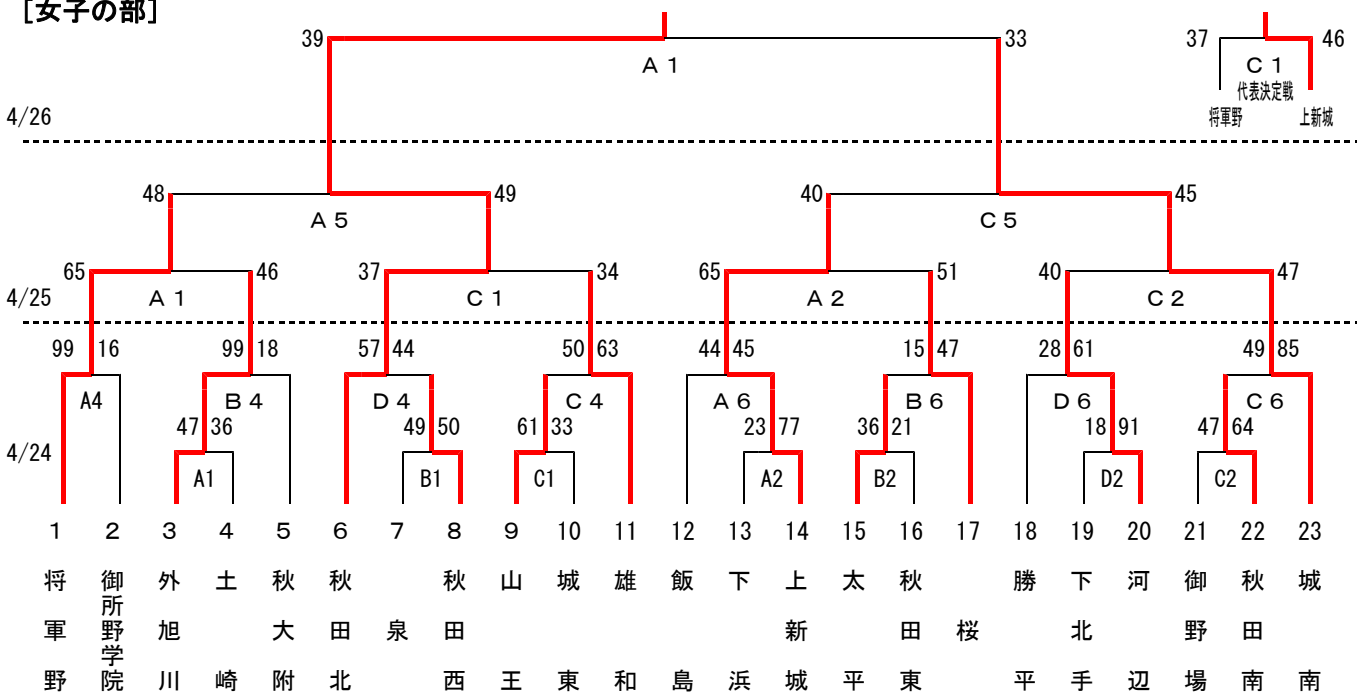 [女子の部]
39 33 37 46
A 1 C 1
代表決定戦
将軍野 上新城
4/26
48 49 40 45
A 5 C 5
65 46 37 34 65 51 40 47
4/25 A 1 C 1 A 2 C 2
99 16 99 18 57 44 50 63 44 45 15 47 28 61 49 85
A4 B 4 D 4 C 4 A 6 B 6 D 6 C 6
47 36 49 50 61 33 23 77 36 21 18 91 47 64
4/24 A1 B1 C1 A2 B2 D2 C2
1 2 3 4 5 6 7 8 9 10 11 12 13 14 15 16 17 18 19 20 21 22 23
将軍野
御所野学院
外旭川
土崎
秋大附
秋田北
泉
秋田西
山王
城東
雄和
飯島
下浜
上新城
太平
秋田東
桜
勝平
下北手
河辺
御野場
秋田南
城南